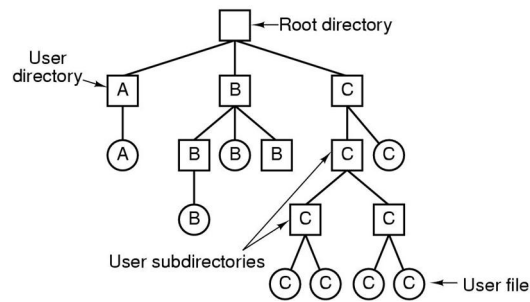 Root directory
User
directory
A B C
A B B B C C
B C C
User subdirectories
C C C C
User file